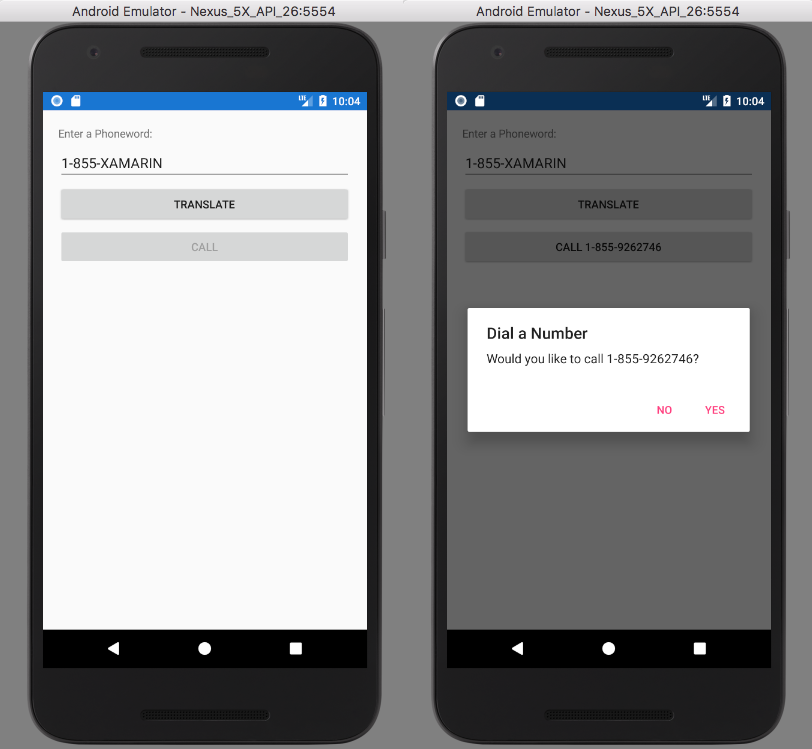 Android Emulator - Nexus_5X_API_26:5554
LTE 10:04
Enter a Phoneword:
1-855-XAMARIN
TRANSLATE
CALL
Android Emulator - Nexus_5X_API_26:5554
LTE 10:04
Enter a Phoneword:
1-855-XAMARIN
TRANSLATE
CALL 1-855-9262746
Dial a Number
Would you like to call 1-855-9262746?
NO YES